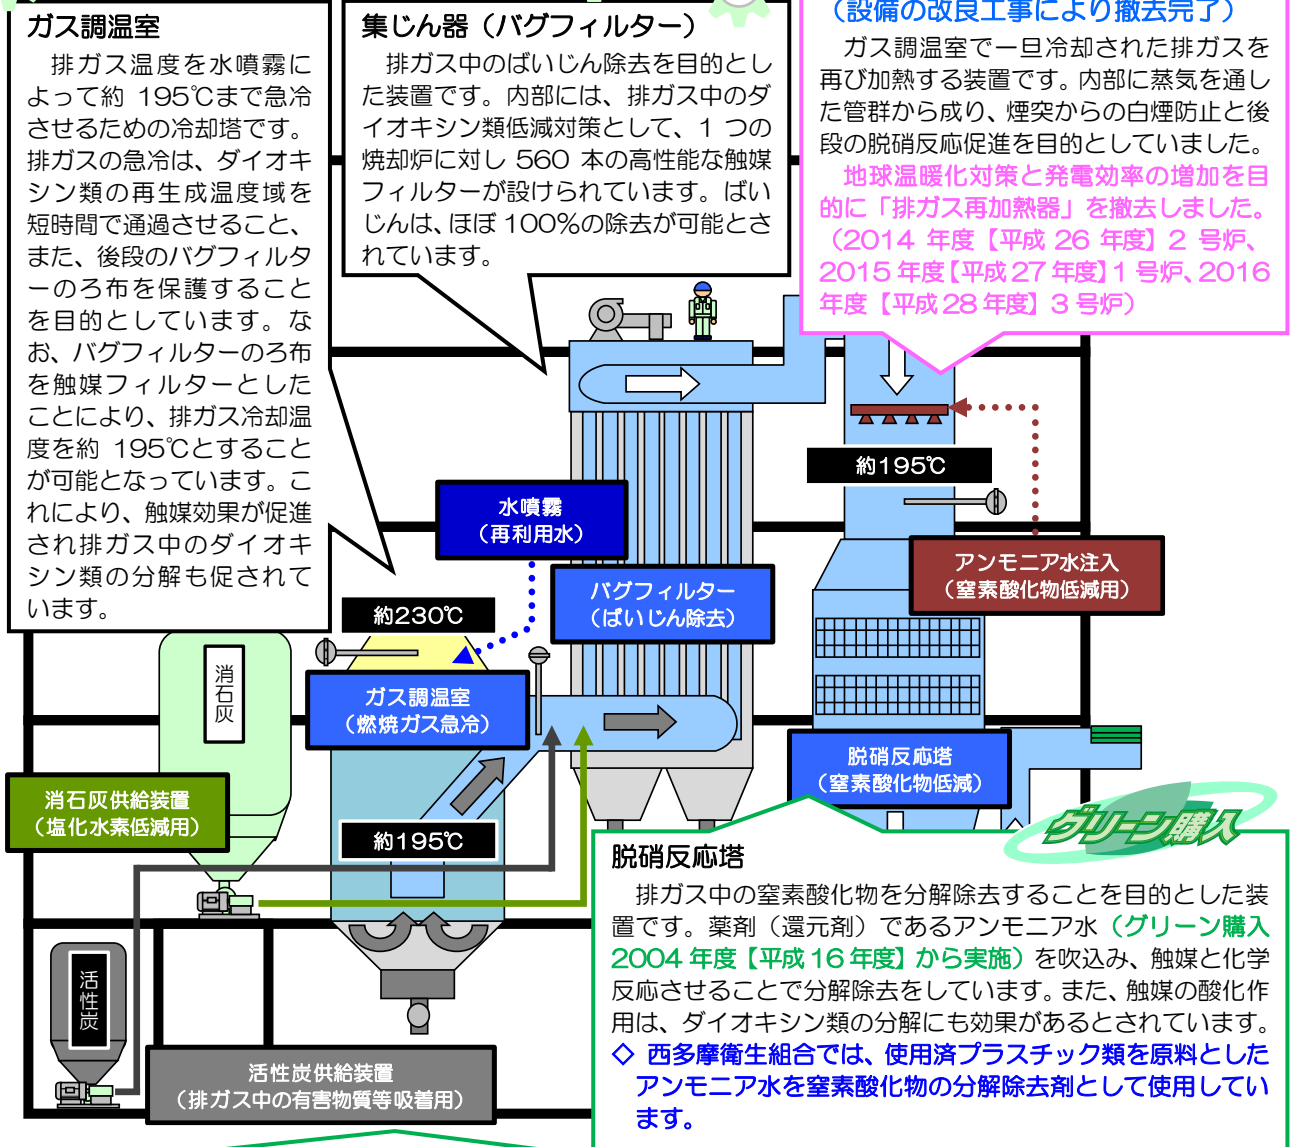 ガス調温室
排ガス温度を水噴霧に
よって約 195℃まで急冷
させるための冷却塔です。
排ガスの急冷は、ダイオキ
シン類の再生成温度域を
短時間で通過させること、
また、後段のバグフィルタ
ーのろ布を保護すること
を目的としています。な
お、バグフィルターのろ布
を触媒フィルターとした
ことにより、排ガス冷却温
度を約 195℃とすること
が可能となっています。こ
れにより、触媒効果が促進
され排ガス中のダイオキ
シン類の分解も促されて
います。
集じん器（バグフィルター）
排ガス中のばいじん除去を目的とし
た装置です。内部には、排ガス中のダ
イオキシン類低減対策として、1 つの
焼却炉に対し 560 本の高性能な触媒
フィルターが設けられています。ばい
じんは、ほぼ 100%の除去が可能とさ
れています。
（設備の改良工事により撤去完了）
ガス調温室で一旦冷却された排ガスを
再び加熱する装置です。内部に蒸気を通し
た管群から成り、煙突からの白煙防止と後
段の脱硝反応促進を目的としていました。
地球温暖化対策と発電効率の増加を目
的に「排ガス再加熱器」を撤去しました。
（2014 年度【平成 26 年度】2 号炉、
2015 年度【平成 27 年度】1 号炉、2016
年度【平成 28 年度】3 号炉）
約195℃
水噴霧
（再利用水）
アンモニア水注入
（窒素酸化物低減用）
バグフィルター
（ばいじん除去）
約230℃
消石灰
ガス調温室
（燃焼ガス急冷）
脱硝反応塔
（窒素酸化物低減）
消石灰供給装置
（塩化水素低減用）
約195℃
グリーン購入
脱硝反応塔
排ガス中の窒素酸化物を分解除去することを目的とした装
置です。薬剤（還元剤）であるアンモニア水（グリーン購入
2004 年度【平成 16 年度】から実施）を吹込み、触媒と化学
反応させることで分解除去をしています。また、触媒の酸化作
用は、ダイオキシン類の分解にも効果があるとされています。
◇ 西多摩衛生組合では、使用済プラスチック類を原料とした
アンモニア水を窒素酸化物の分解除去剤として使用してい
ます。
活性炭
活性炭供給装置
（排ガス中の有害物質等吸着用）